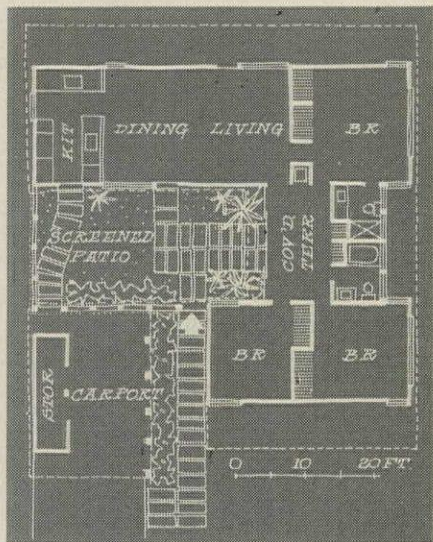 DINING LIVING
BR
KIT
SCREENED
PATIO
COV'D
TERR
BR
BR
STOR
CARPORT
0 10 20 FT.